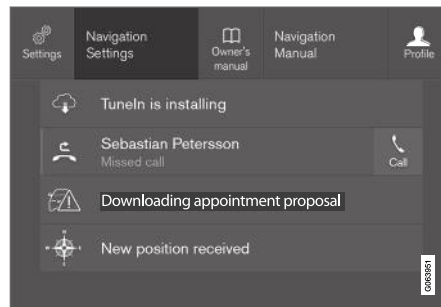 Settings
Navigation
Settings
Owner's
manual
Navigation
Manual
Profile
TuneIn is installing
Sebastian Petersson
Missed call
Call
Downloading appointment proposal
New position received
G063951